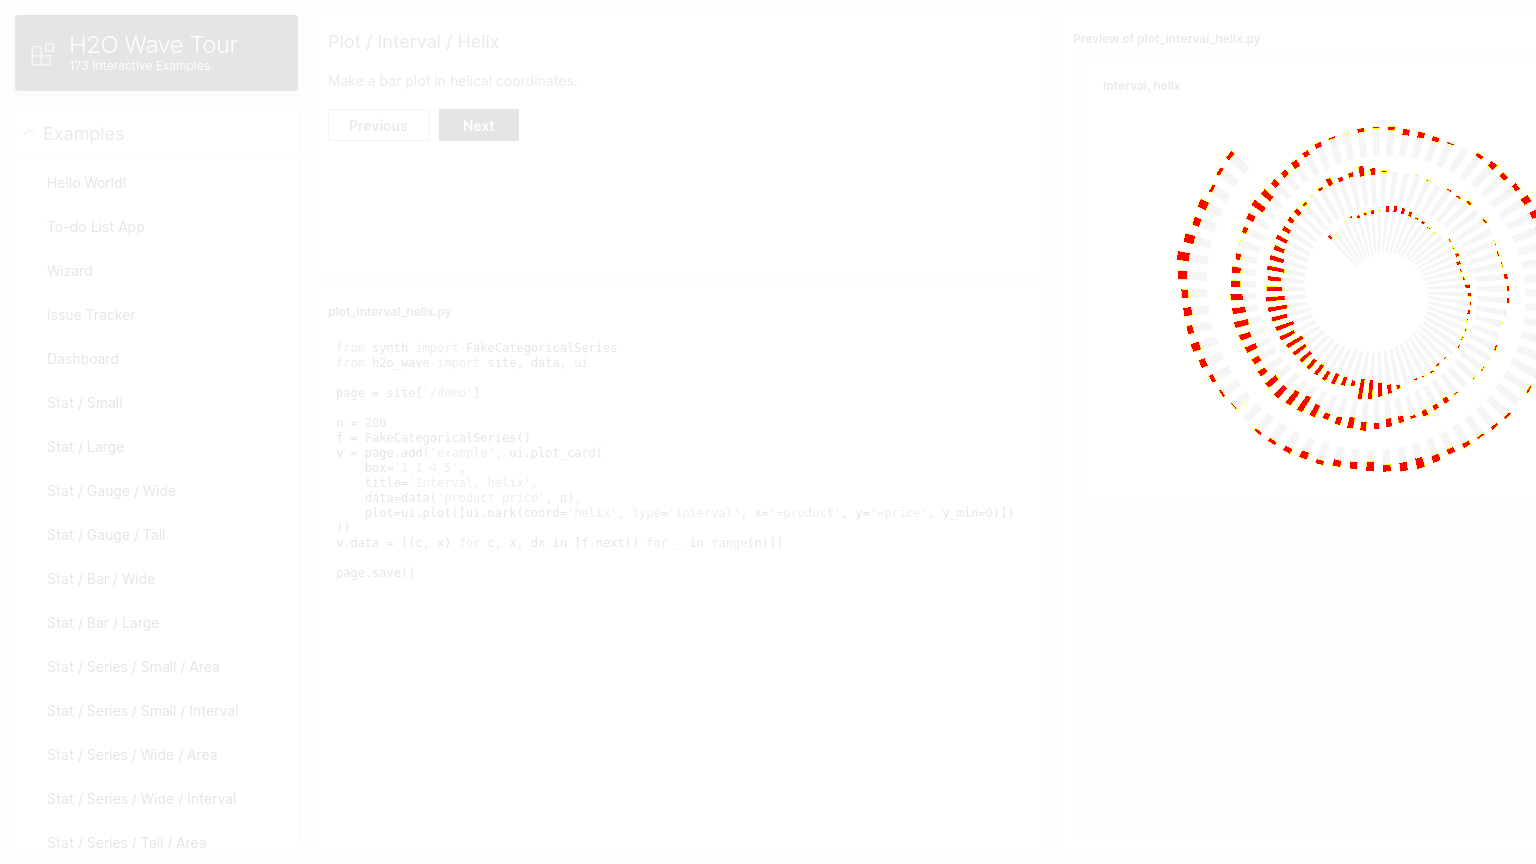 H2O Wave Tour
173 Interactive Examples
Examples
Hello World!
To-do List App
Wizard
Issue Tracker
Dashboard
Stat / Small
Stat / Large
Stat / Gauge / Wide
Stat / Gauge / Tall
Stat / Bar / Wide
Stat / Bar / Large
Stat / Series / Small / Area
Stat / Series / Small / Interval
Stat / Series / Wide / Area
Stat / Series / Wide / Interval
Stat / Series / Tall / Area
Plot / Interval / Helix
Make a bar plot in helical coordinates.
Previous
Next
plot_interval_helix.py
from synth import FakeCategoricalSeries
from h2o_wave import site, data, ui
page = site['/demo']
n = 200
f = FakeCategoricalSeries()
v = page.add('example', ui.plot_card(
    box='1 1 4 5',
    title='Interval, helix',
    data=data('product price', n),
    plot=ui.plot([ui.mark(coord='helix', type='interval', x='=product', y='=price', y_min=0)])
))
v.data = [(c, x) for c, x, dx in [f.next() for _ in range(n)]]
page.save()
Preview of plot_interval_helix.py
Interval, helix